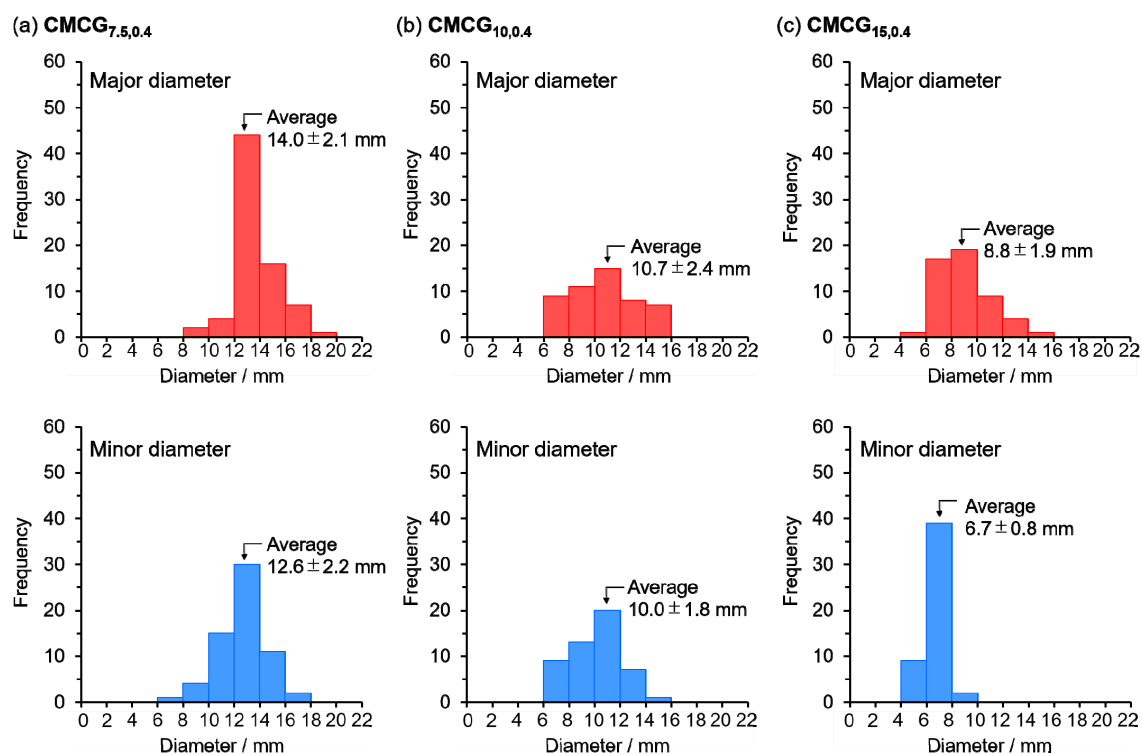 (a) CMCG7.5,0.4
Major diameter
Average
14.0±2.1 mm
Frequency
60
50
40
30
20
10
0
0 2 4 6 8 10 12 14 16 18 20 22
Diameter / mm
Minor diameter
Average
12.6±2.2 mm
Frequency
60
50
40
30
20
10
0
0 2 4 6 8 10 12 14 16 18 20 22
Diameter / mm
(b) CMCG10,0.4
Major diameter
Average
10.7±2.4 mm
Frequency
60
50
40
30
20
10
0
0 2 4 6 8 10 12 14 16 18 20 22
Diameter / mm
Minor diameter
Average
10.0±1.8 mm
Frequency
60
50
40
30
20
10
0
0 2 4 6 8 10 12 14 16 18 20 22
Diameter / mm
(c) CMCG15,0.4
Major diameter
Average
8.8±1.9 mm
Frequency
60
50
40
30
20
10
0
0 2 4 6 8 10 12 14 16 18 20 22
Diameter / mm
Minor diameter
Average
6.7±0.8 mm
Frequency
60
50
40
30
20
10
0
0 2 4 6 8 10 12 14 16 18 20 22
Diameter / mm